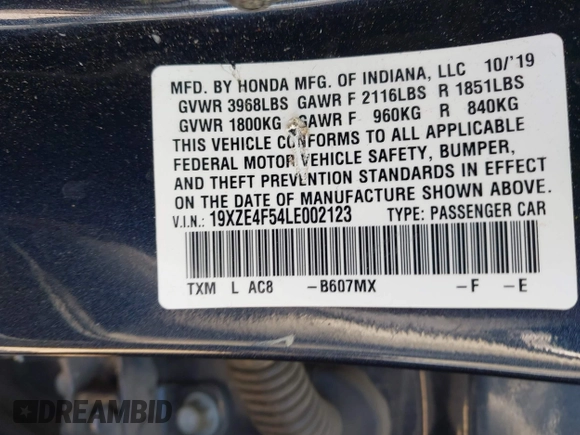 MFD. BY HONDA MFG. OF INDIANA, LLC 10/'19
GVWR 3968LBS GAWR F 2116LBS R 1851LBS
GVWR 1800KG GAWR F 960KG R 840KG
THIS VEHICLE CONFORMS TO ALL APPLICABLE
FEDERAL MOTOR VEHICLE SAFETY, BUMPER,
AND THEFT PREVENTION STANDARDS IN EFFECT
ON THE DATE OF MANUFACTURE SHOWN ABOVE.
V.I.N.: 19XZE4F54LE002123 TYPE: PASSENGER CAR
TXM L AC8 –B607MX –F –E
DREAMBID